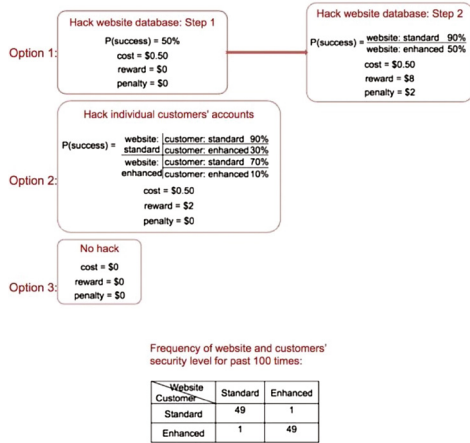 Hack website database: Step 1
P(success) = 50%
cost = $0.50
reward = $0
penalty = $0
Option 1:
Hack website database: Step 2
P(success) = website: standard 90%
website: enhanced 50%
cost = $0.50
reward = $8
penalty = $2
Hack individual customers' accounts
P(success) = website: customer: standard 90%
standard customer: enhanced 30%
website: customer: standard 70%
enhanced customer: enhanced 10%
cost = $0.50
reward = $2
penalty = $0
Option 2:
No hack
cost = $0
reward = $0
penalty = $0
Option 3:
Frequency of website and customers'
security level for past 100 times:
Website
Customer Standard Enhanced
Standard 49 1
Enhanced 1 49